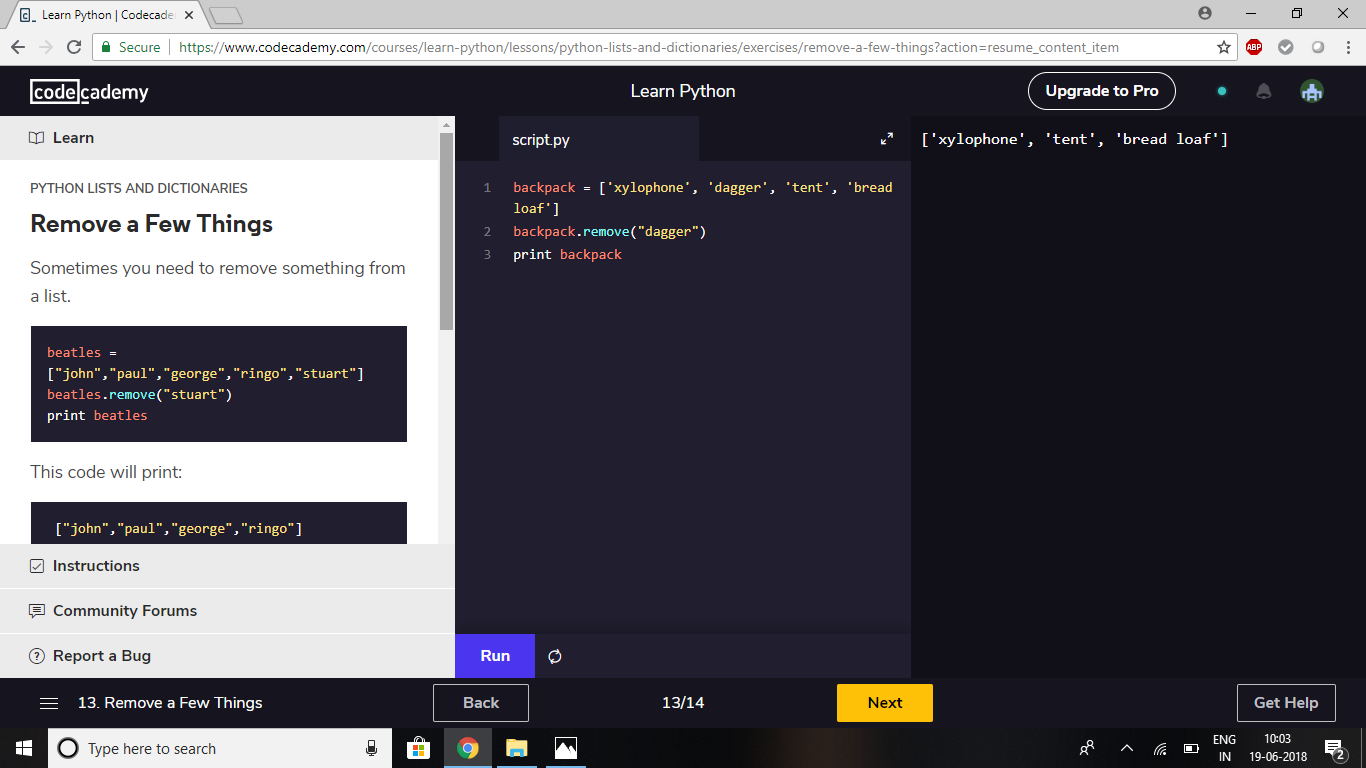 Learn Python | Codecade
Secure https://www.codecademy.com/courses/learn-python/lessons/python-lists-and-dictionaries/exercises/remove-a-few-things?action=resume_content_item
ABP
codecademy
Learn Python
Upgrade to Pro
Learn
PYTHON LISTS AND DICTIONARIES
Remove a Few Things
Sometimes you need to remove something from
a list.
beatles =
["john","paul","george","ringo","stuart"]
beatles.remove("stuart")
print beatles
This code will print:
["john","paul","george","ringo"]
Instructions
Community Forums
Report a Bug
script.py
1 backpack = ['xylophone', 'dagger', 'tent', 'bread
loaf']
2 backpack.remove("dagger")
3 print backpack
Run
['xylophone', 'tent', 'bread loaf']
13. Remove a Few Things
Back
13/14
Next
Get Help
Type here to search
ENG
IN
10:03
19-06-2018
2